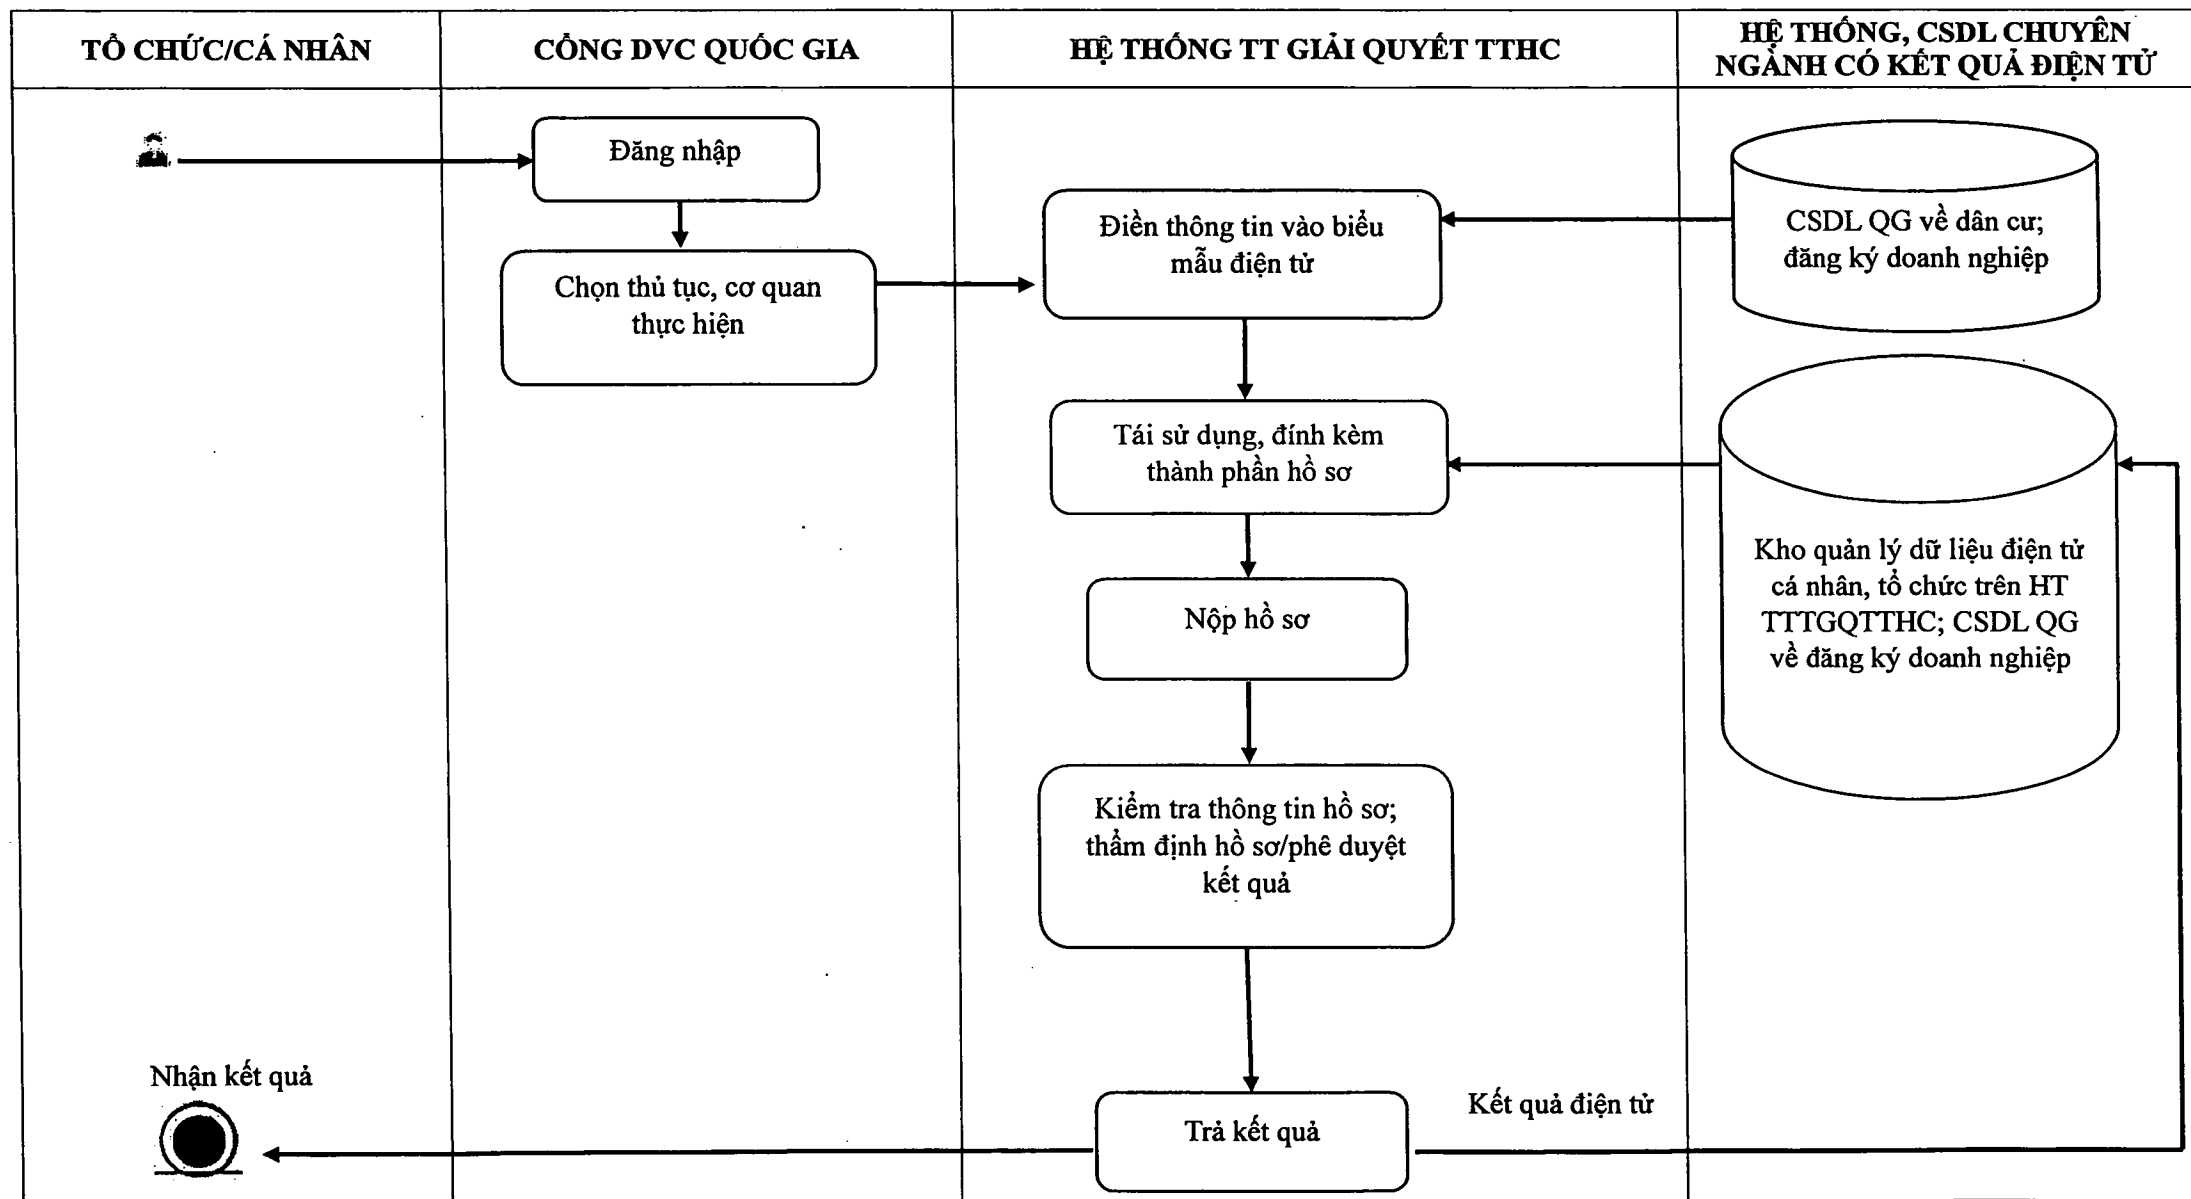 TỔ CHỨC/CÁ NHÂN
CỔNG DVC QUỐC GIA
HỆ THỐNG TT GIẢI QUYẾT TTHC
HỆ THỐNG, CSDL CHUYÊN
NGÀNH CÓ KẾT QUẢ ĐIỆN TỬ
Đăng nhập
Chọn thủ tục, cơ quan
thực hiện
Điền thông tin vào biểu
mẫu điện tử
CSDL QG về dân cư;
đăng ký doanh nghiệp
Tái sử dụng, đính kèm
thành phần hồ sơ
Kho quản lý dữ liệu điện tử
cá nhân, tổ chức trên HT
TTTGQTTHC; CSDL QG
về đăng ký doanh nghiệp
Nộp hồ sơ
Kiểm tra thông tin hồ sơ;
thẩm định hồ sơ/phê duyệt
kết quả
Nhận kết quả
Trả kết quả
Kết quả điện tử